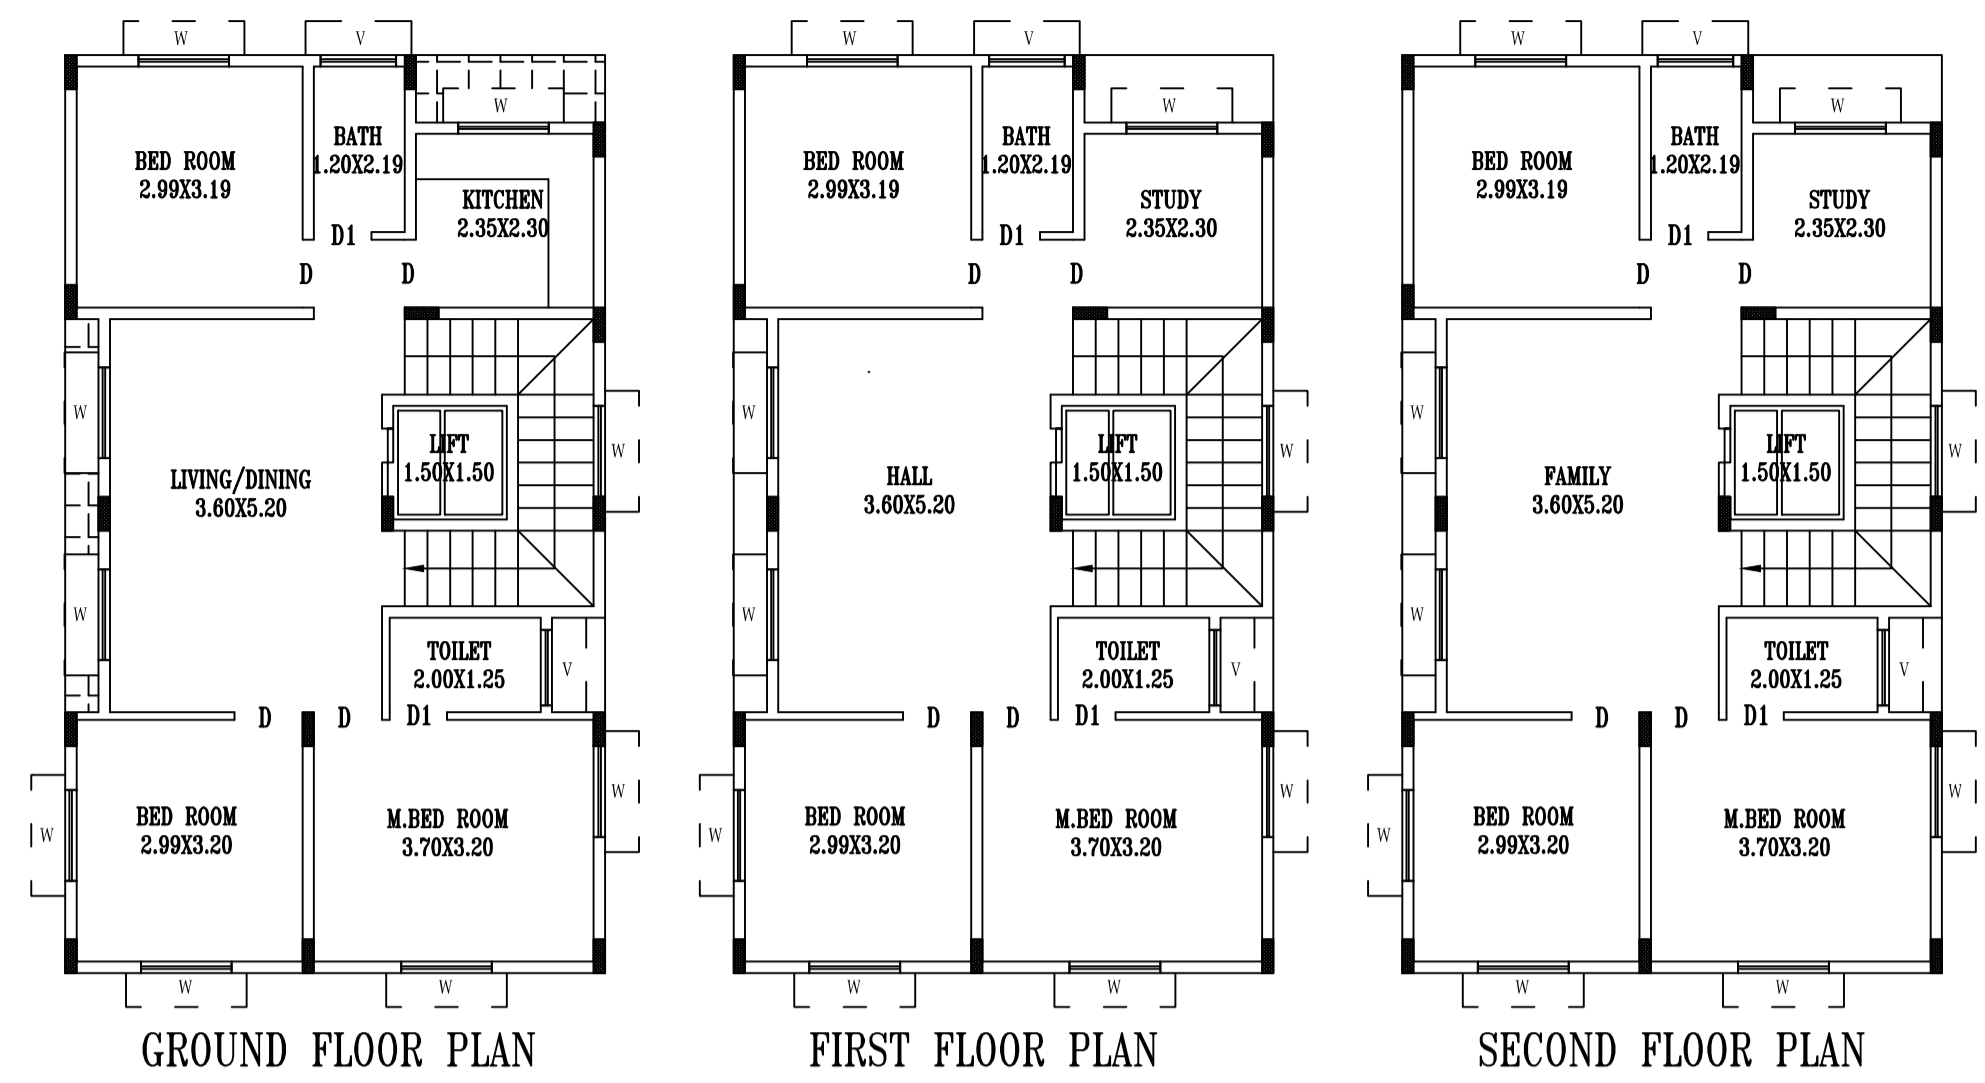 W
V
W
BED ROOM
2.99X3.19
BATH
1.20X2.19
KITCHEN
2.35X2.30
D1
D
D
W
W
LIVING/DINING
3.60X5.20
LIFT
1.50X1.50
W
TOILET
2.00X1.25
V
D
D
D1
W
BED ROOM
2.99X3.20
M.BED ROOM
3.70X3.20
W
W
W
GROUND FLOOR PLAN
W
V
W
BED ROOM
2.99X3.19
BATH
1.20X2.19
STUDY
2.35X2.30
D1
D
D
W
W
HALL
3.60X5.20
LIFT
1.50X1.50
W
TOILET
2.00X1.25
V
D
D
D1
W
BED ROOM
2.99X3.20
M.BED ROOM
3.70X3.20
W
W
W
FIRST FLOOR PLAN
W
V
W
BED ROOM
2.99X3.19
BATH
1.20X2.19
STUDY
2.35X2.30
D1
D
D
W
W
FAMILY
3.60X5.20
LIFT
1.50X1.50
W
TOILET
2.00X1.25
V
D
D
D1
W
BED ROOM
2.99X3.20
M.BED ROOM
3.70X3.20
W
W
W
SECOND FLOOR PLAN